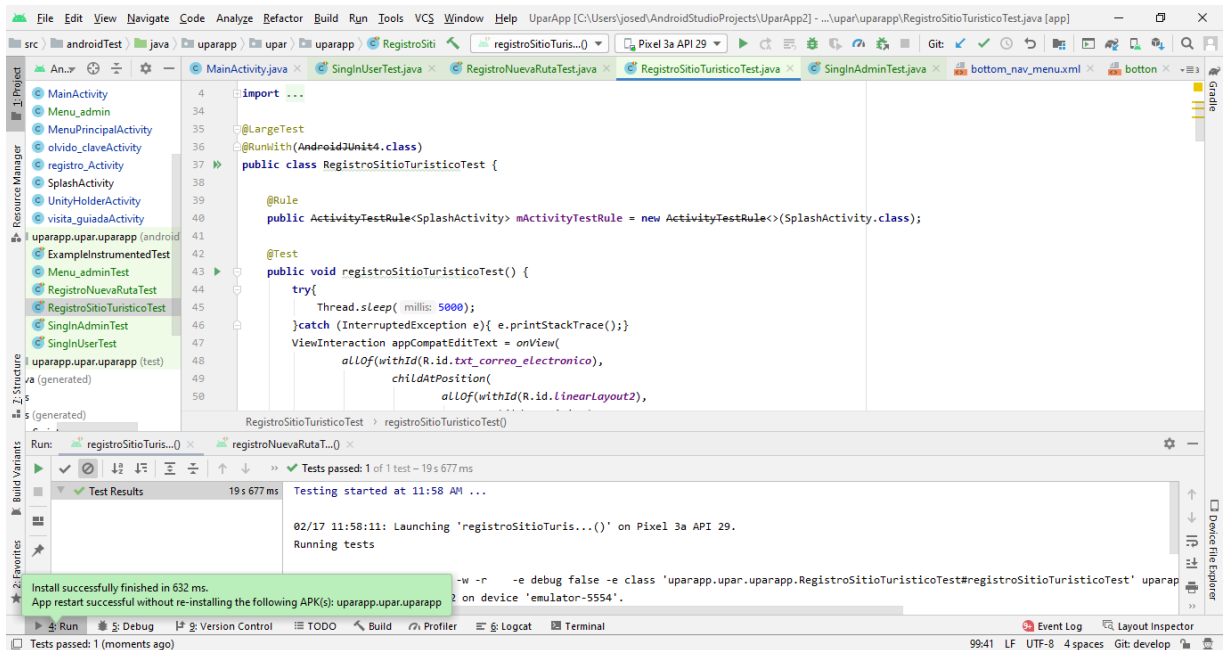 File Edit View Navigate Code Analyze Refactor Build Run Tools VCS Window Help UparApp [C:\Users\josed\AndroidStudioProjects\UparApp2] - ...\upar\uparapp\RegistroSitioTuristicoTest.java [app]
src androidTest java uparapp upar uparapp RegistroSiti registroSitioTuris...() Pixel 3a API 29 Git:
An... MainActivity.java SingInUserTest.java RegistroNuevaRutaTest.java RegistroSitioTuristicoTest.java SingInAdminTest.java bottom_nav_menu.xml botton 3
1: Project
Resource Manager
7: Structure
Build Variants
2: Favorites
MainActivity
Menu_admin
MenuPrincipalActivity
olvido_claveActivity
registro_Activity
SplashActivity
UnityHolderActivity
visita_guiadaActivity
uparapp.upar.uparapp (android
ExampleInstrumentedTest
Menu_adminTest
RegistroNuevaRutaTest
RegistroSitioTuristicoTest
SingInAdminTest
SingInUserTest
uparapp.upar.uparapp (test)
va (generated)
s
s (generated)
4 import ...
34
35 @LargeTest
36 @RunWith(AndroidJUnit4.class)
37 public class RegistroSitioTuristicoTest {
38
39 @Rule
40 public ActivityTestRule<SplashActivity> mActivityTestRule = new ActivityTestRule<>(SplashActivity.class);
41
42 @Test
43 public void registroSitioTuristicoTest() {
44 try{
45 Thread.sleep( millis: 5000);
46 }catch (InterruptedException e){ e.printStackTrace();}
47 ViewInteraction appCompatEditText = onView(
48 allOf(withId(R.id.txt_correo_electronico),
49 childAtPosition(
50 allOf(withId(R.id.linearLayout2),
RegistroSitioTuristicoTest > registroSitioTuristicoTest()
Gradle
Device File Explorer
Run: registroSitioTuris...() registroNuevaRutaT...()
Tests passed: 1 of 1 test – 19 s 677 ms
Test Results 19 s 677 ms
Testing started at 11:58 AM ...
02/17 11:58:11: Launching 'registroSitioTuris...()' on Pixel 3a API 29.
Running tests
-w -r -e debug false -e class 'uparapp.upar.uparapp.RegistroSitioTuristicoTest#registroSitioTuristicoTest' uparap
2 on device 'emulator-5554'.
Install successfully finished in 632 ms.
App restart successful without re-installing the following APK(s): uparapp.upar.uparapp
4: Run 5: Debug 9: Version Control TODO Build Profiler 6: Logcat Terminal Event Log Layout Inspector
Tests passed: 1 (moments ago) 99:41 LF UTF-8 4 spaces Git: develop